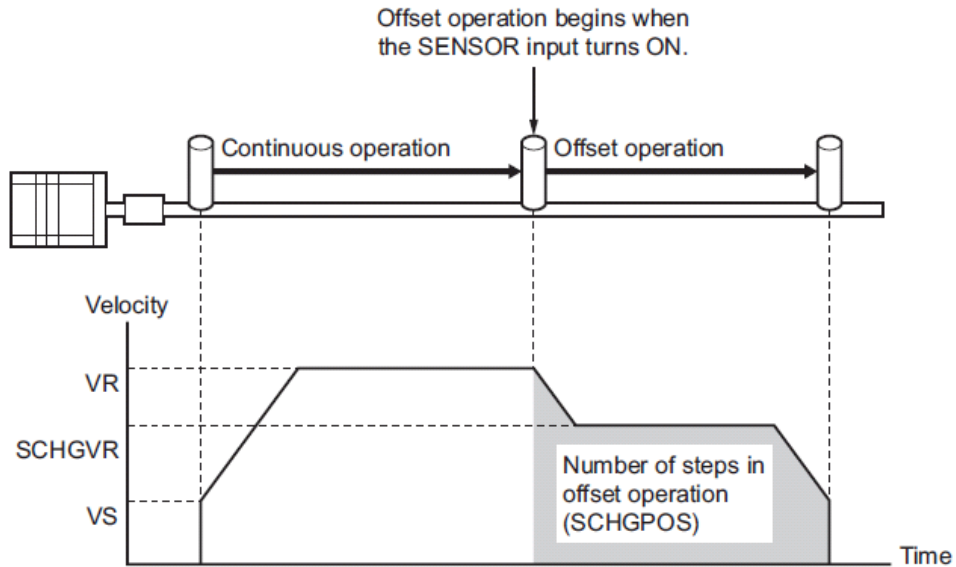 Offset operation begins when
the SENSOR input turns ON.
Continuous operation
Offset operation
Velocity
VR
SCHGVR
VS
Number of steps in
offset operation
(SCHGPOS)
Time